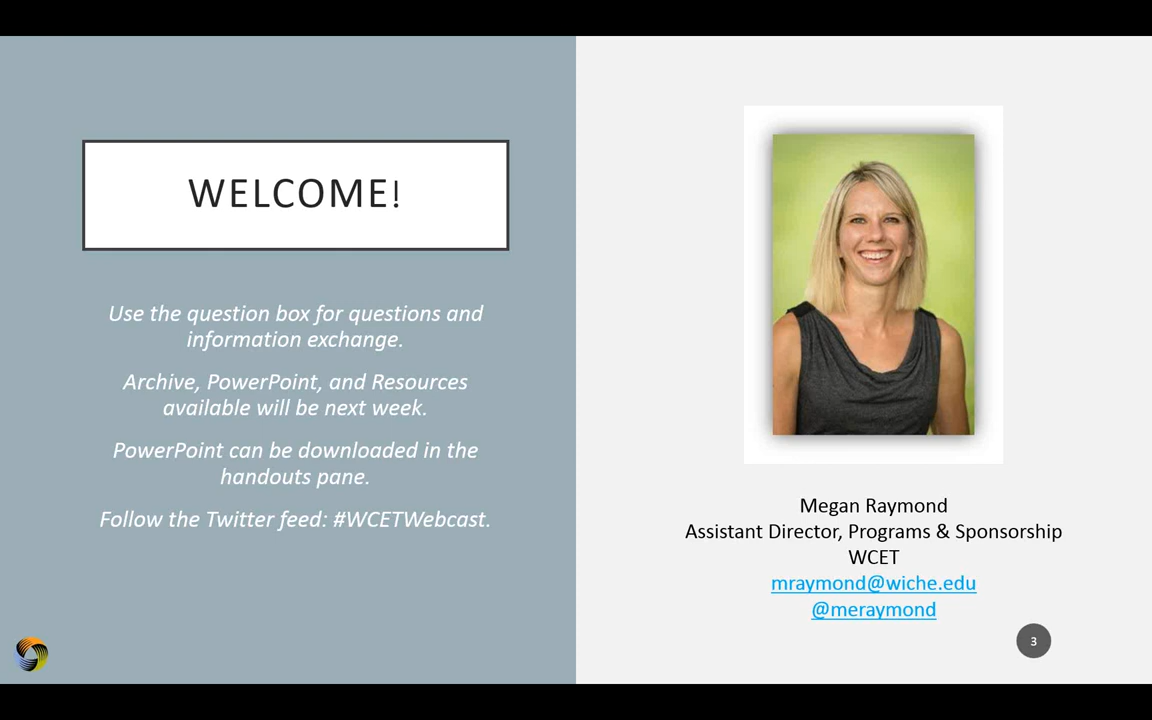 WELCOME!
Use the question box for questions and
information exchange.
Archive, PowerPoint, and Resources
available will be next week.
PowerPoint can be downloaded in the
handouts pane.
Follow the Twitter feed: #WCETWebcast.
Megan Raymond
Assistant Director, Programs & Sponsorship
WCET
mraymond@wiche.edu
@meraymond
3